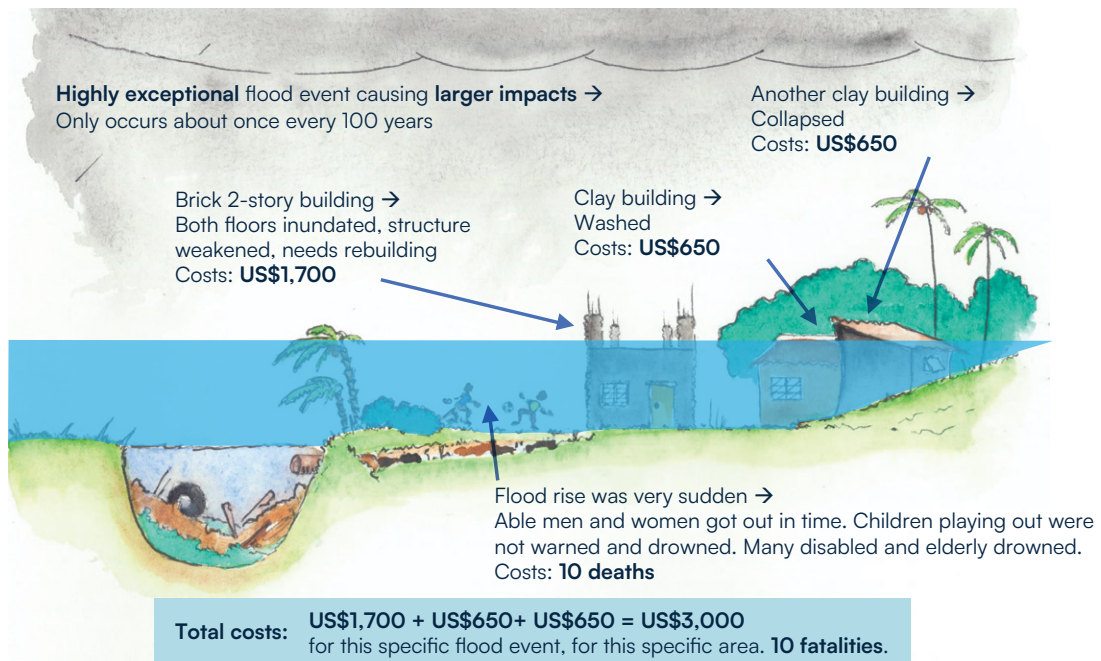 Highly exceptional flood event causing larger impacts →
Only occurs about once every 100 years
Another clay building →
Collapsed
Costs: US$650
Brick 2-story building →
Both floors inundated, structure
weakened, needs rebuilding
Costs: US$1,700
Clay building →
Washed
Costs: US$650
Flood rise was very sudden →
Able men and women got out in time. Children playing out were
not warned and drowned. Many disabled and elderly drowned.
Costs: 10 deaths
Total costs:
US$1,700 + US$650+ US$650 = US$3,000
for this specific flood event, for this specific area. 10 fatalities.